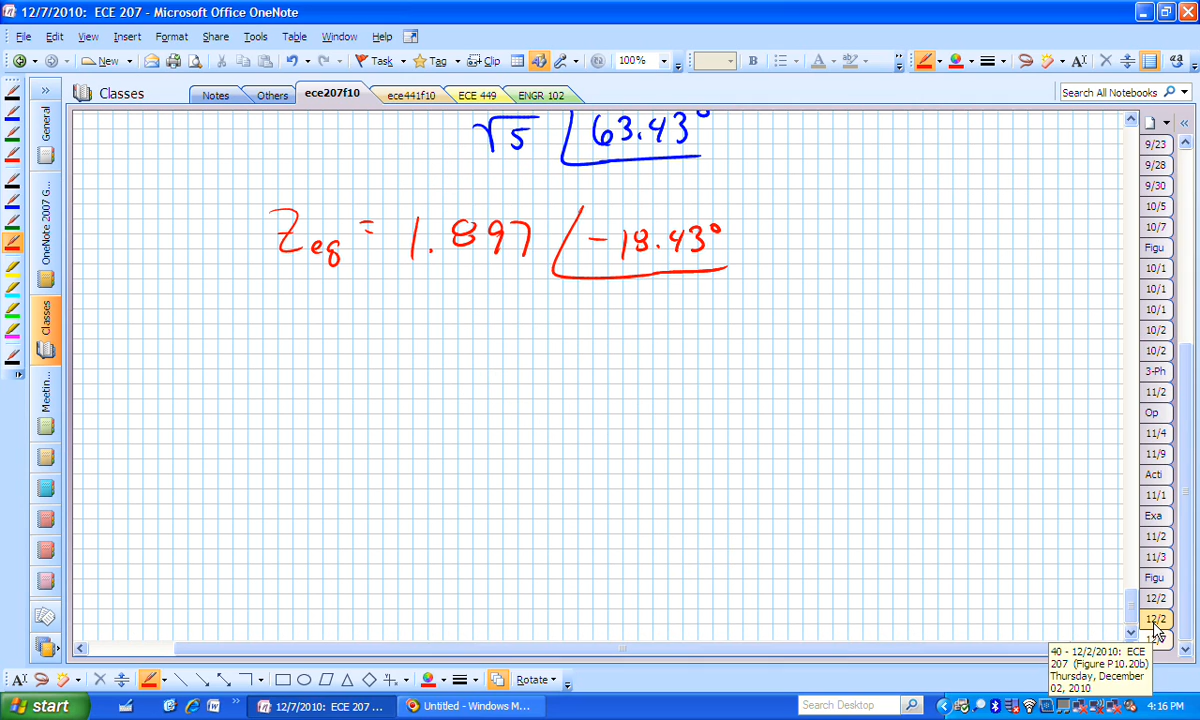 12/7/2010: ECE 207 - Microsoft Office OneNote
File Edit View Insert Format Share Tools Table Window Help
Back New Task Tag Clip 100% B A ab
Classes Notes Others ece207f10 ece441f10 ECE 449 ENGR 102 Search All Notebooks
General
OneNote 2007 G...
Classes
Meetin...
√5 ∠63.43°
Zeq = 1.897 ∠-18.43°
9/23
9/28
9/30
10/5
10/7
Figu
10/1
10/1
10/1
10/2
10/2
3-Ph
11/2
Op
11/4
11/9
Acti
11/1
Exa
11/2
11/3
Figu
12/2
12/2
40 - 12/2/2010: ECE
207 (Figure P10.20b)
Thursday, December
02, 2010
Rotate
start 12/7/2010: ECE 207 ... Untitled - Windows M... Search Desktop 4:16 PM